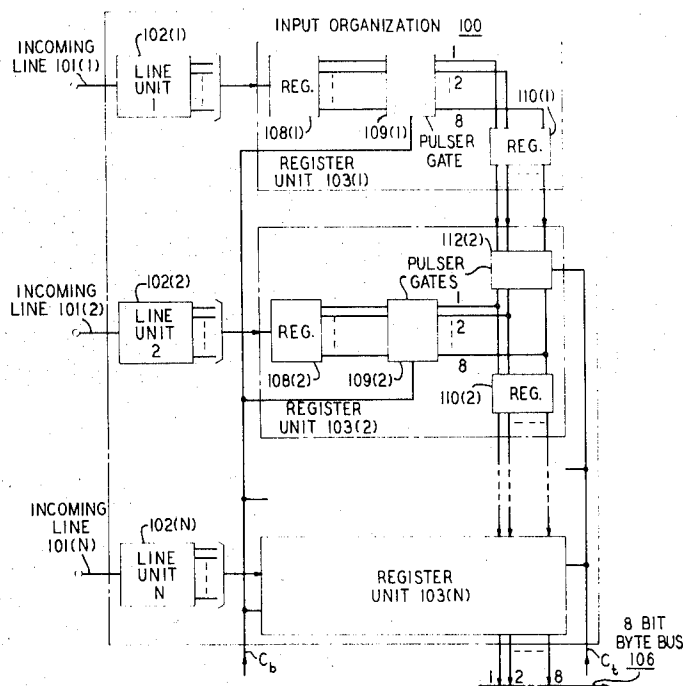 INPUT ORGANIZATION 100
INCOMING
LINE 101(1)
102(1)
LINE
UNIT
1
REG.
108(1)
109(1)
PULSER
GATE
1
2
8
110(1)
REG.
REGISTER
UNIT 103(1)
INCOMING
LINE 101(2)
102(2)
LINE
UNIT
2
REG.
108(2)
109(2)
PULSER
GATES
112(2)
1
2
8
110(2)
REG.
REGISTER
UNIT 103(2)
INCOMING
LINE
101(N)
102(N)
LINE
UNIT
N
REGISTER
UNIT 103(N)
Cb
Ct
1 2 8
8 BIT
BYTE BUS
106